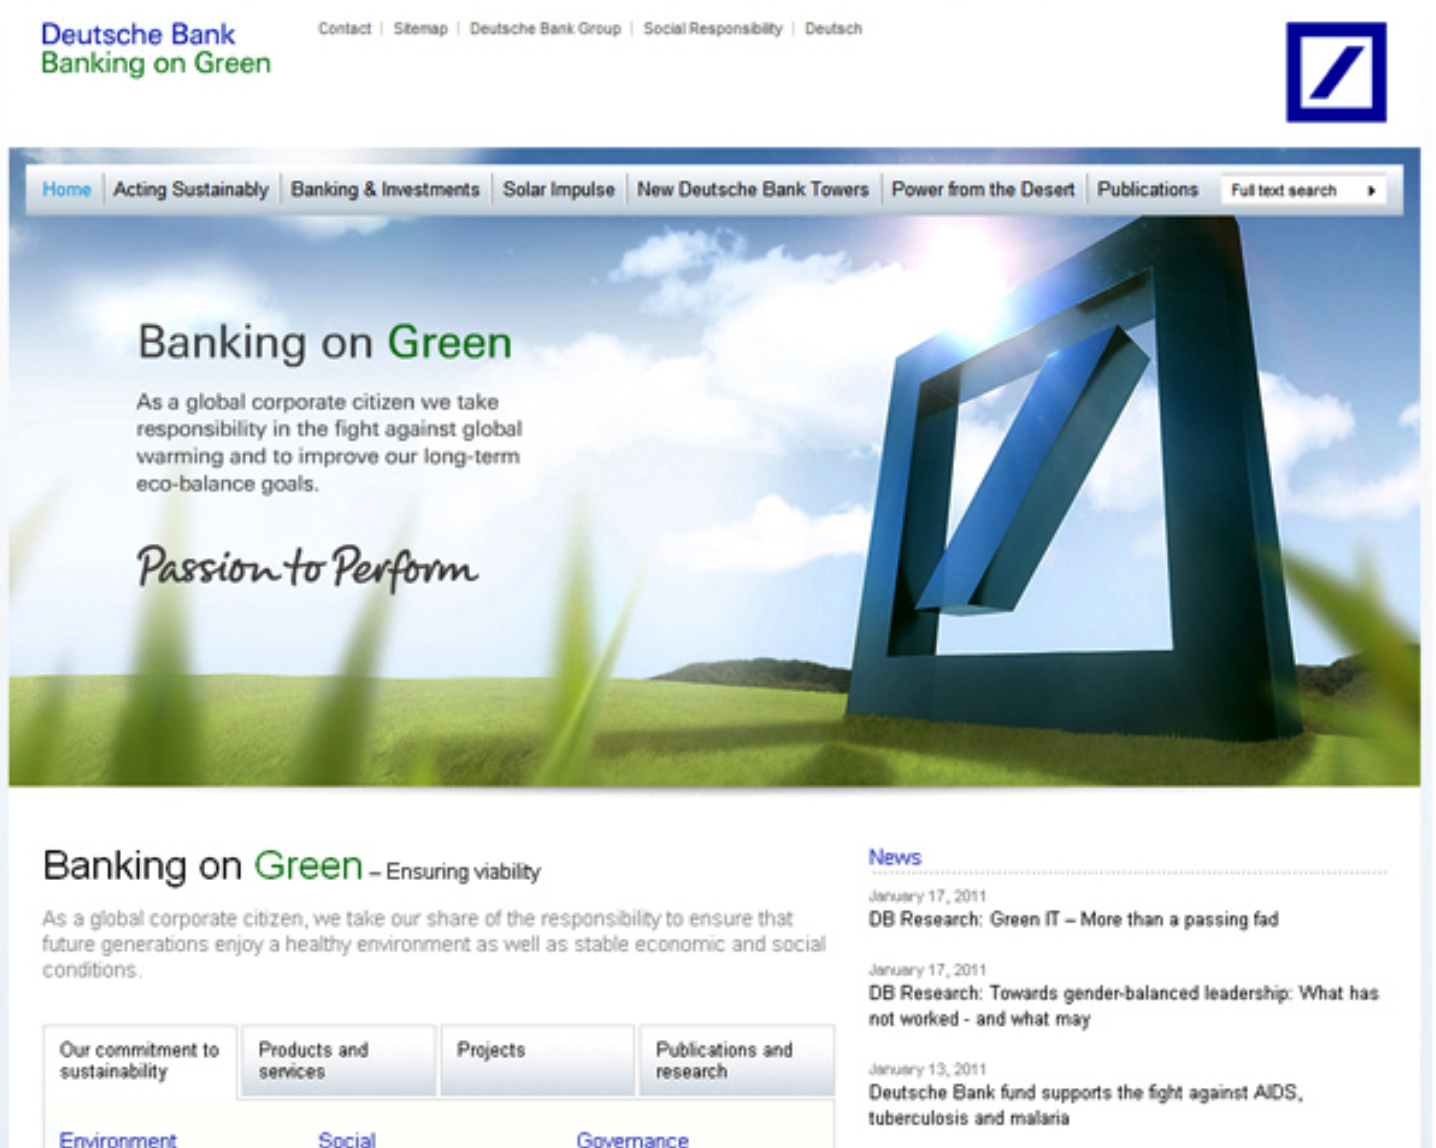 Deutsche Bank
Banking on Green
Contact | Sitemap | Deutsche Bank Group | Social Responsibility | Deutsch
Home
Acting Sustainably
Banking & Investments
Solar Impulse
New Deutsche Bank Towers
Power from the Desert
Publications
Full text search
Banking on Green
As a global corporate citizen we take
responsibility in the fight against global
warming and to improve our long-term
eco-balance goals.
Passion to Perform
Banking on Green – Ensuring viability
As a global corporate citizen, we take our share of the responsibility to ensure that
future generations enjoy a healthy environment as well as stable economic and social
conditions.
Our commitment to
sustainability
Products and
services
Projects
Publications and
research
Environment
Social
Governance
News
January 17, 2011
DB Research: Green IT – More than a passing fad
January 17, 2011
DB Research: Towards gender-balanced leadership: What has
not worked - and what may
January 13, 2011
Deutsche Bank fund supports the fight against AIDS,
tuberculosis and malaria